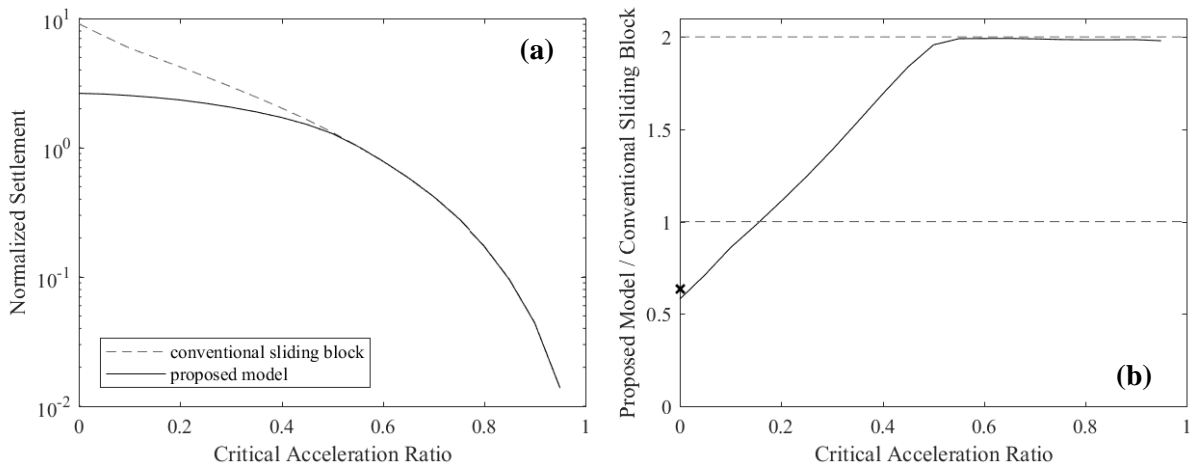 (a)
Normalized Settlement
10^1
10^0
10^-1
10^-2
conventional sliding block
proposed model
0 0.2 0.4 0.6 0.8 1
Critical Acceleration Ratio
(b)
Proposed Model / Conventional Sliding Block
2
1.5
1
0.5
0
0 0.2 0.4 0.6 0.8 1
Critical Acceleration Ratio